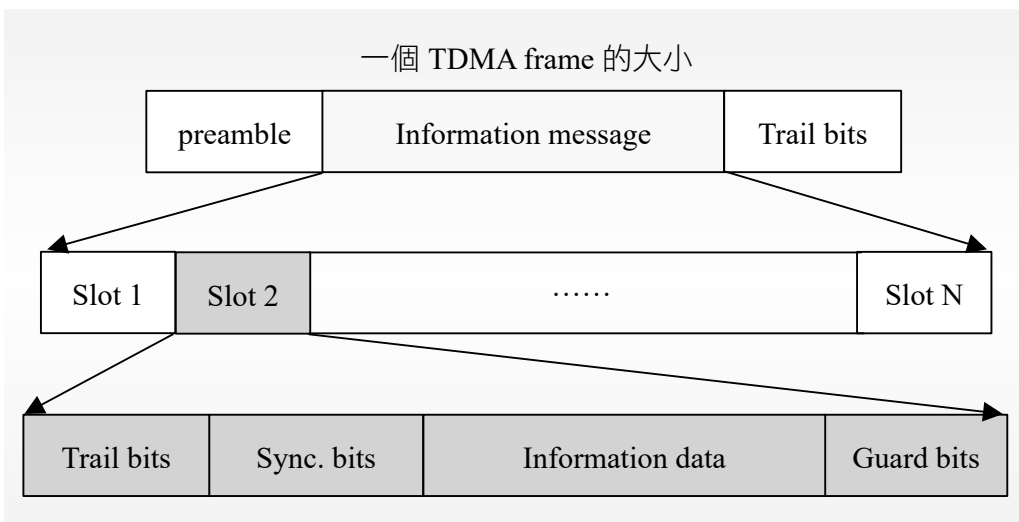 一個 TDMA frame 的大小
preamble Information message Trail bits
Slot 1 Slot 2 …… Slot N
Trail bits Sync. bits Information data Guard bits